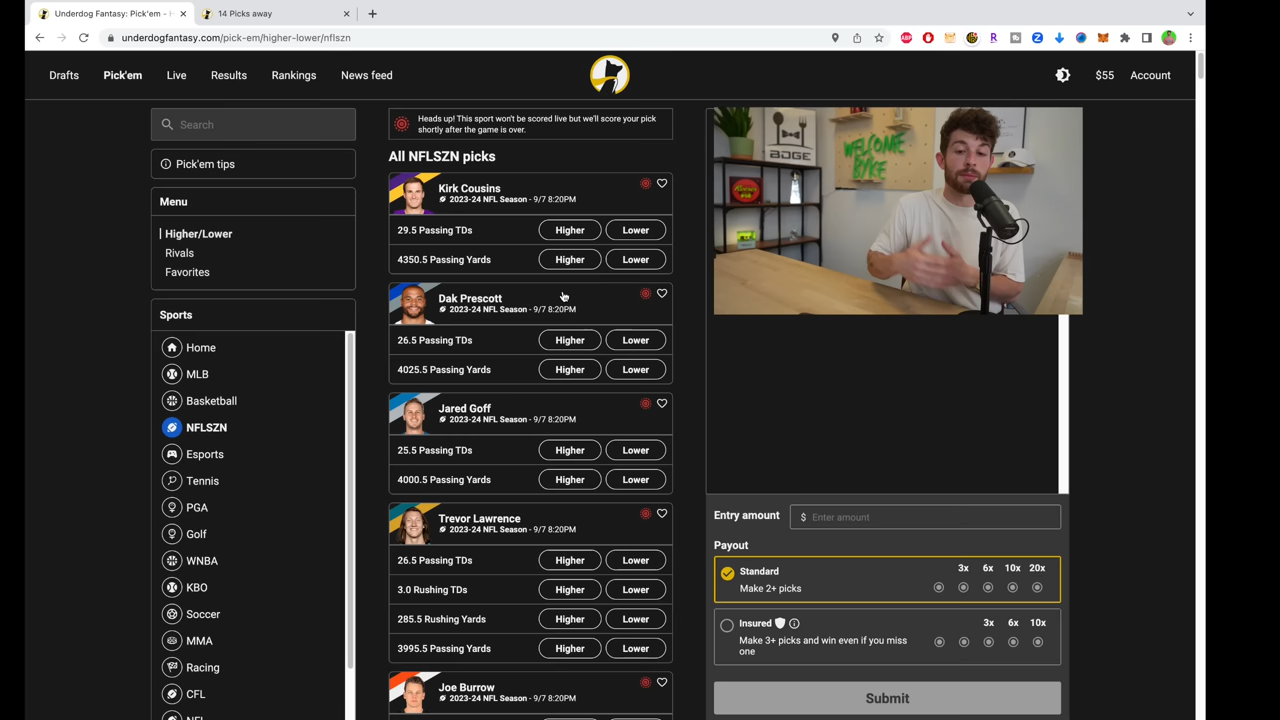 Underdog Fantasy: Pick'em -
14 Picks away
underdogfantasy.com/pick-em/higher-lower/nflszn
Drafts
Pick'em
Live
Results
Rankings
News feed
$55
Account
Search
Pick'em tips
Menu
Higher/Lower
Rivals
Favorites
Sports
Home
MLB
Basketball
NFLSZN
Esports
Tennis
PGA
Golf
WNBA
KBO
Soccer
MMA
Racing
CFL
NFL
Heads up! This sport won't be scored live but we'll score your pick
shortly after the game is over.
All NFLSZN picks
Kirk Cousins
2023-24 NFL Season - 9/7 8:20PM
29.5 Passing TDs Higher Lower
4350.5 Passing Yards Higher Lower
Dak Prescott
2023-24 NFL Season - 9/7 8:20PM
26.5 Passing TDs Higher Lower
4025.5 Passing Yards Higher Lower
Jared Goff
2023-24 NFL Season - 9/7 8:20PM
25.5 Passing TDs Higher Lower
4000.5 Passing Yards Higher Lower
Trevor Lawrence
2023-24 NFL Season - 9/7 8:20PM
26.5 Passing TDs Higher Lower
3.0 Rushing TDs Higher Lower
285.5 Rushing Yards Higher Lower
3995.5 Passing Yards Higher Lower
Joe Burrow
2023-24 NFL Season - 9/7 8:20PM
BDGE
WELCOME
BYKE
Entry amount
$ Enter amount
Payout
Standard
Make 2+ picks
3x 6x 10x 20x
Insured
Make 3+ picks and win even if you miss
one
3x 6x 10x
Submit